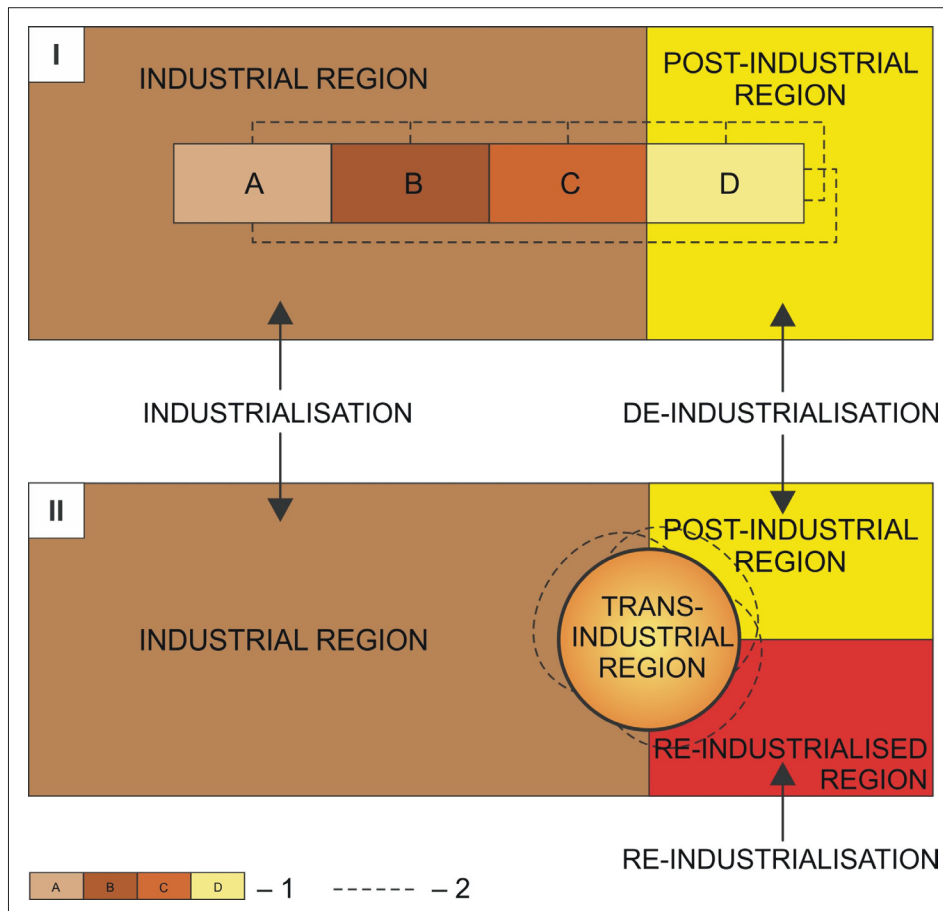 I
INDUSTRIAL REGION
POST-INDUSTRIAL
REGION
A
B
C
D
INDUSTRIALISATION
DE-INDUSTRIALISATION
II
POST-INDUSTRIAL
REGION
INDUSTRIAL REGION
TRANS-
INDUSTRIAL
REGION
RE-INDUSTRIALISED
REGION
RE-INDUSTRIALISATION
A B C D – 1 – 2